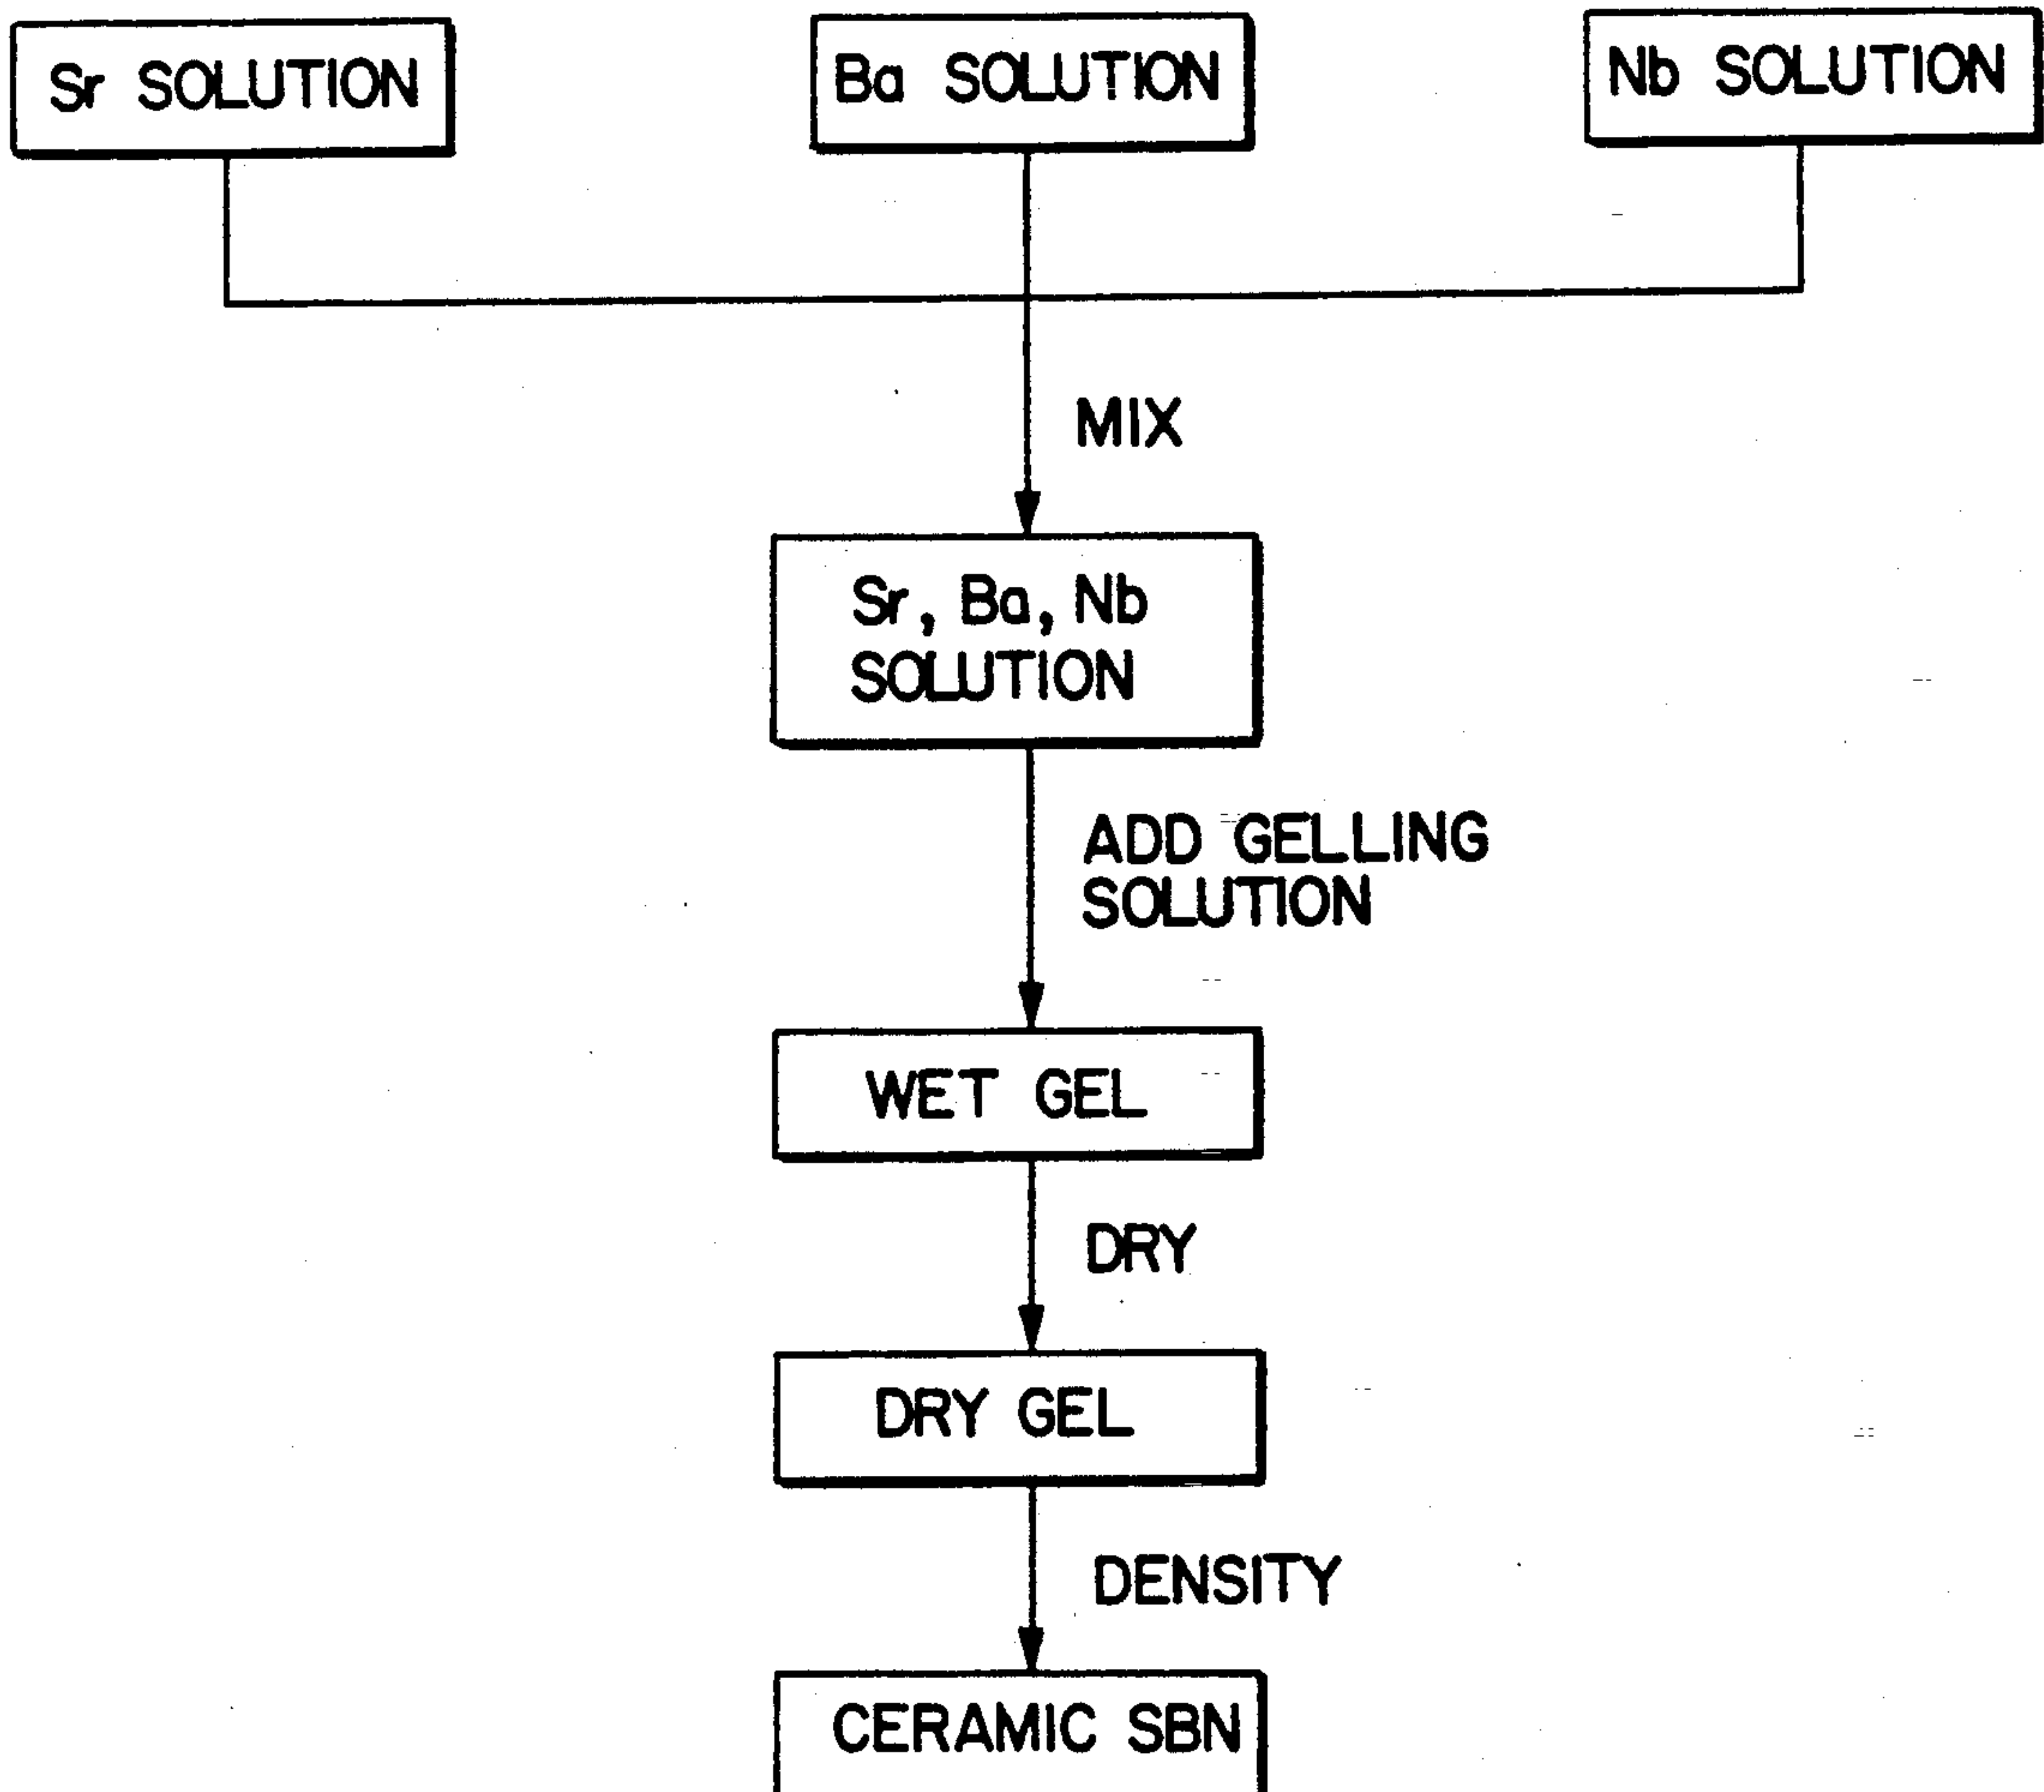 Sr SOLUTION
Ba SOLUTION
Nb SOLUTION
MIX
Sr, Ba, Nb
SOLUTION
ADD GELLING
SOLUTION
WET GEL
DRY
DRY GEL
DENSITY
CERAMIC SBN